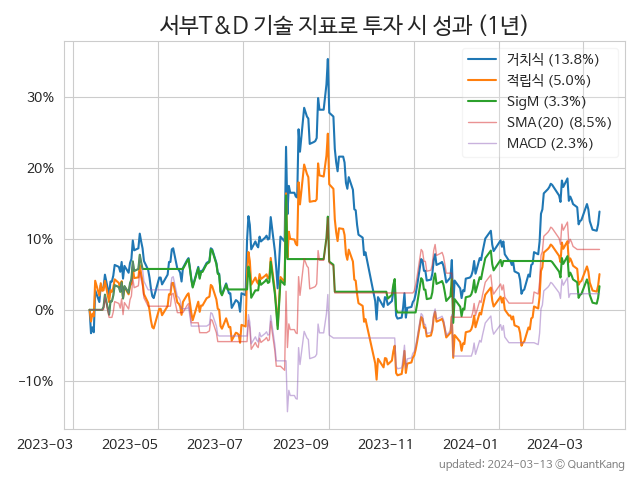 서부T&D 기술 지표로 투자 시 성과 (1년)
거치식 (13.8%)
적립식 (5.0%)
SigM (3.3%)
SMA(20) (8.5%)
MACD (2.3%)
30%
20%
10%
0%
−10%
2023-03 2023-05 2023-07 2023-09 2023-11 2024-01 2024-03
updated: 2024-03-13 ⓒ QuantKang